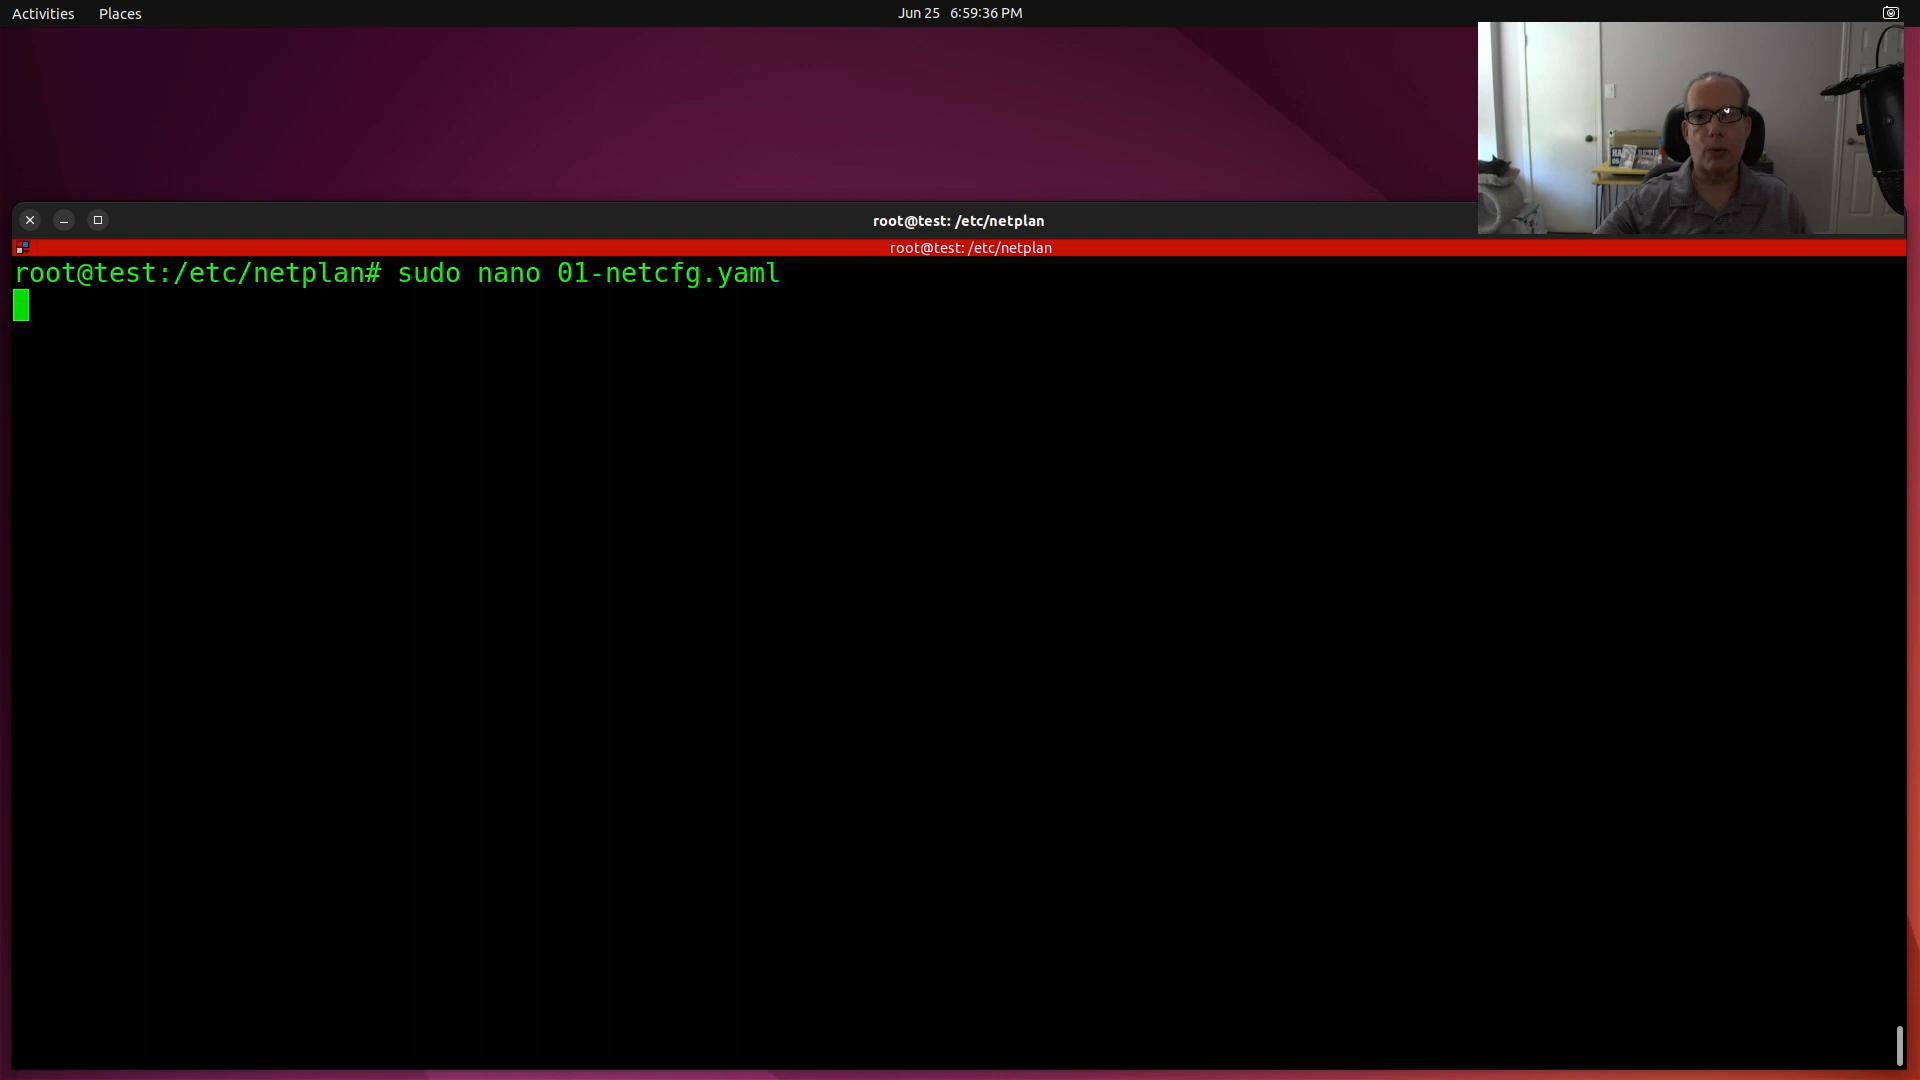 Activities Places Jun 25 6:59:36 PM
root@test: /etc/netplan
root@test: /etc/netplan
root@test:/etc/netplan# sudo nano 01-netcfg.yaml